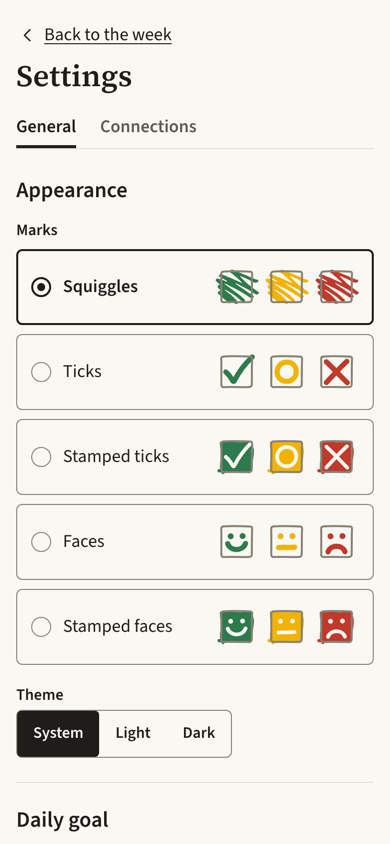 Back to the week
Settings
General Connections
Appearance
Marks
Squiggles
Ticks
Stamped ticks
Faces
Stamped faces
Theme
System Light Dark
Daily goal